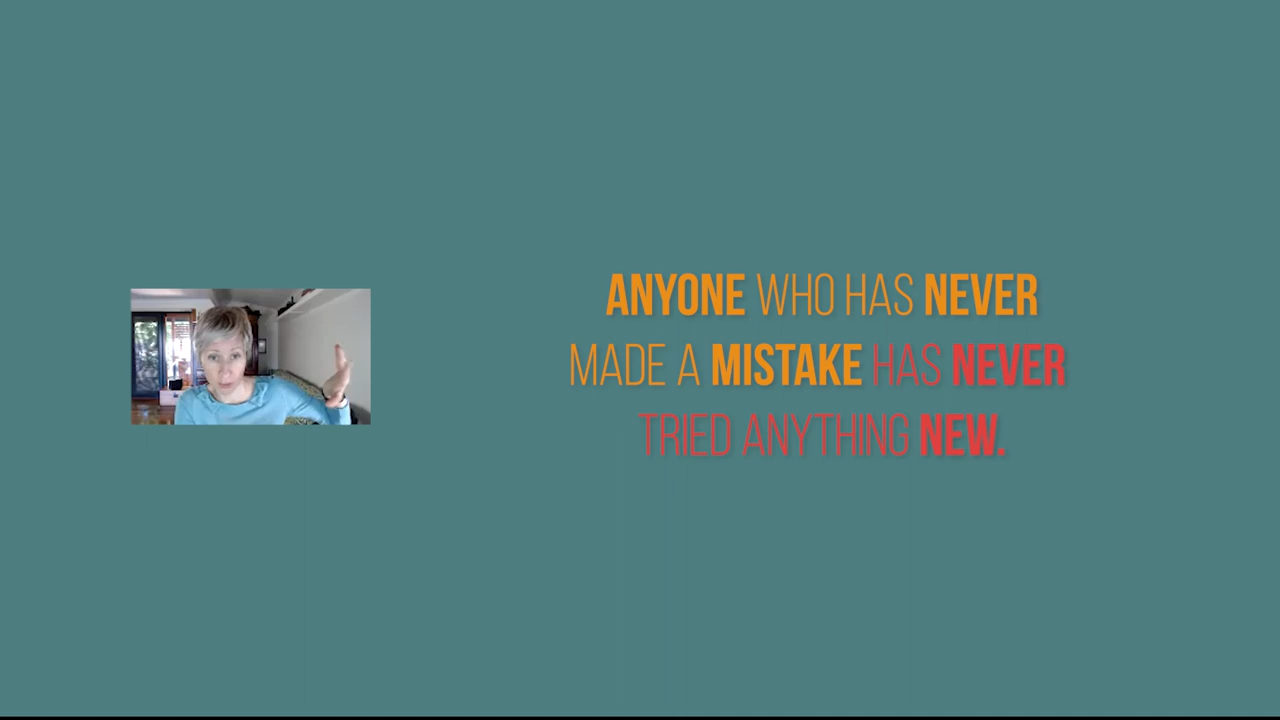 ANYONE WHO HAS NEVER
MADE A MISTAKE HAS NEVER
TRIED ANYTHING NEW.